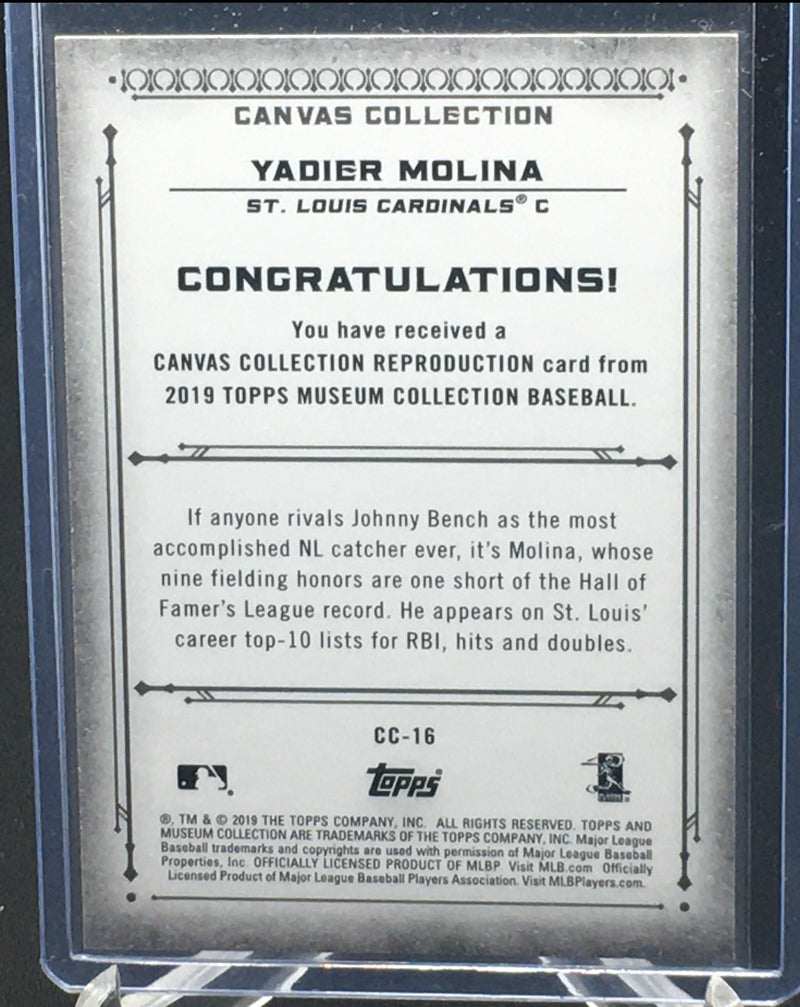 CANVAS COLLECTION
YADIER MOLINA
ST. LOUIS CARDINALS® C
CONGRATULATIONS!
You have received a
CANVAS COLLECTION REPRODUCTION card from
2019 TOPPS MUSEUM COLLECTION BASEBALL.
If anyone rivals Johnny Bench as the most
accomplished NL catcher ever, it's Molina, whose
nine fielding honors are one short of the Hall of
Famer's League record. He appears on St. Louis'
career top-10 lists for RBI, hits and doubles.
CC-16
topps
PLAYERS
®, TM & © 2019 THE TOPPS COMPANY, INC. ALL RIGHTS RESERVED. TOPPS AND
MUSEUM COLLECTION ARE TRADEMARKS OF THE TOPPS COMPANY, INC. Major League
Baseball trademarks and copyrights are used with permission of Major League Baseball
Properties, Inc. OFFICIALLY LICENSED PRODUCT OF MLBP Visit MLB.com Officially
Licensed Product of Major League Baseball Players Association. Visit MLBPlayers.com.